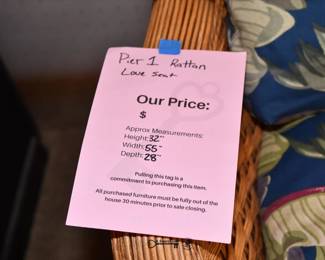 Pier 1 Rattan
Love seat
Our Price:
$
Approx Measurements:
Height: 32"
Width: 55"
Depth: 28"
Pulling this tag is a
commitment to purchasing this item.
All purchased furniture must be fully out of the
house 30 minutes prior to sale closing.